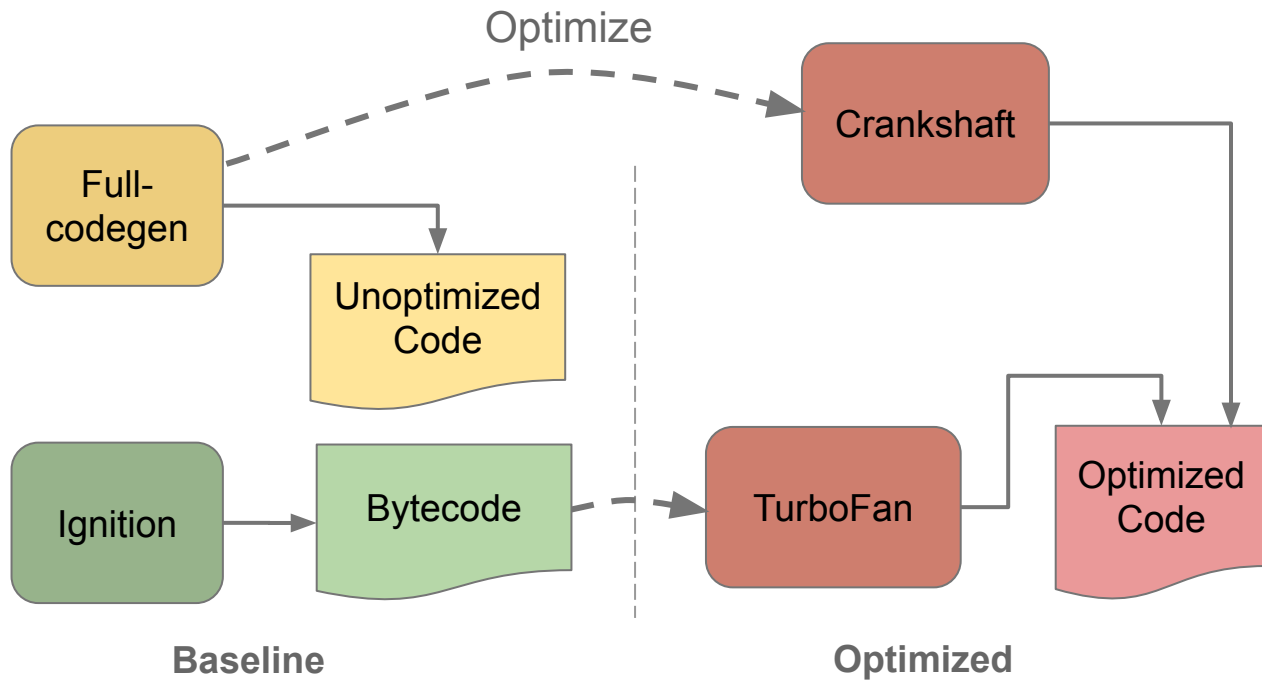 Optimize
Crankshaft
Full-
codegen
Unoptimized
Code
Ignition
Bytecode
TurboFan
Optimized
Code
Baseline
Optimized